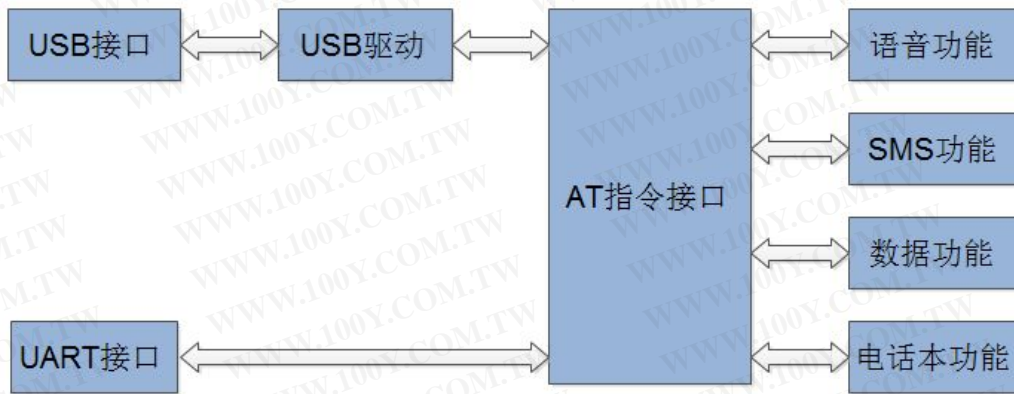 USB接口
USB驱动
AT指令接口
语音功能
SMS功能
数据功能
UART接口
电话本功能
WWW.100Y.COM.TW